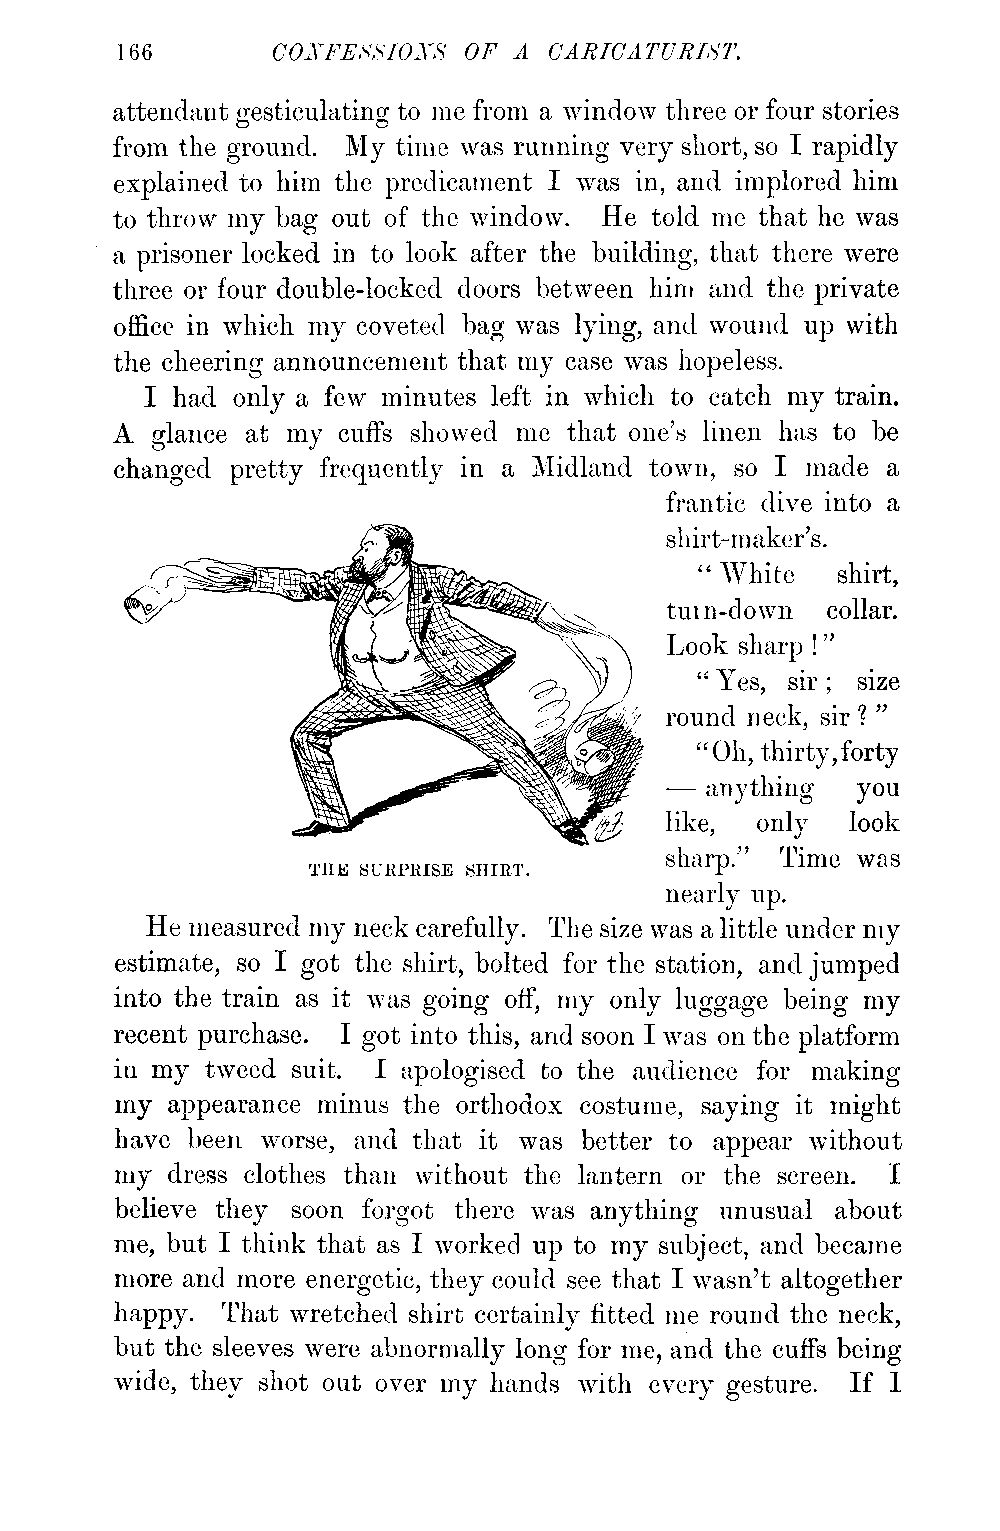 166 CONFESSIONS OF A CARICATURIST.
attendant gesticulating to me from a window three or four stories
from the ground. My time was running very short, so I rapidly
explained to him the predicament I was in, and implored him
to throw my bag out of the window. He told me that he was
a prisoner locked in to look after the building, that there were
three or four double-locked doors between him and the private
office in which my coveted bag was lying, and wound up with
the cheering announcement that my case was hopeless.
I had only a few minutes left in which to catch my train.
A glance at my cuffs showed me that one's linen has to be
changed pretty frequently in a Midland town, so I made a
frantic dive into a
shirt-maker's.
"White shirt,
turn-down collar.
Look sharp!"
"Yes, sir; size
round neck, sir?"
"Oh, thirty, forty
— anything you
like, only look
sharp." Time was
nearly up.
THE SURPRISE SHIRT.
He measured my neck carefully. The size was a little under my
estimate, so I got the shirt, bolted for the station, and jumped
into the train as it was going off, my only luggage being my
recent purchase. I got into this, and soon I was on the platform
in my tweed suit. I apologised to the audience for making
my appearance minus the orthodox costume, saying it might
have been worse, and that it was better to appear without
my dress clothes than without the lantern or the screen. I
believe they soon forgot there was anything unusual about
me, but I think that as I worked up to my subject, and became
more and more energetic, they could see that I wasn't altogether
happy. That wretched shirt certainly fitted me round the neck,
but the sleeves were abnormally long for me, and the cuffs being
wide, they shot out over my hands with every gesture. If I